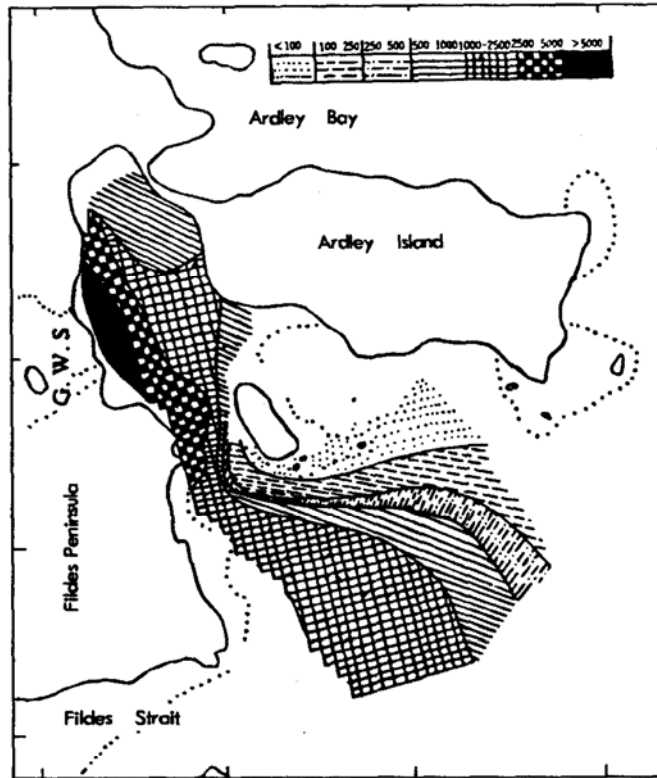 <100 100 250 250 500 500 1000 1000-2500 2500 5000 >5000
Ardley Bay
Ardley Island
G. W. S
Fildes Peninsula
Fildes Strait